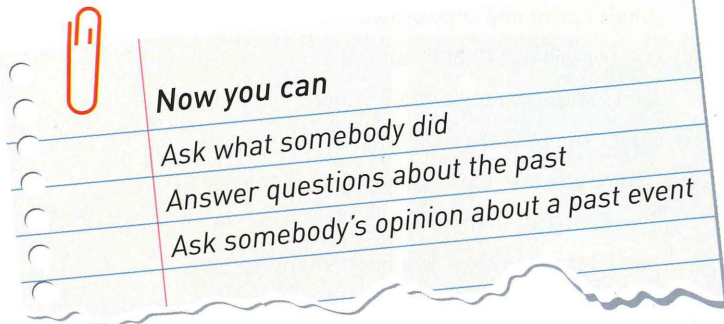 Now you can
Ask what somebody did
Answer questions about the past
Ask somebody's opinion about a past event